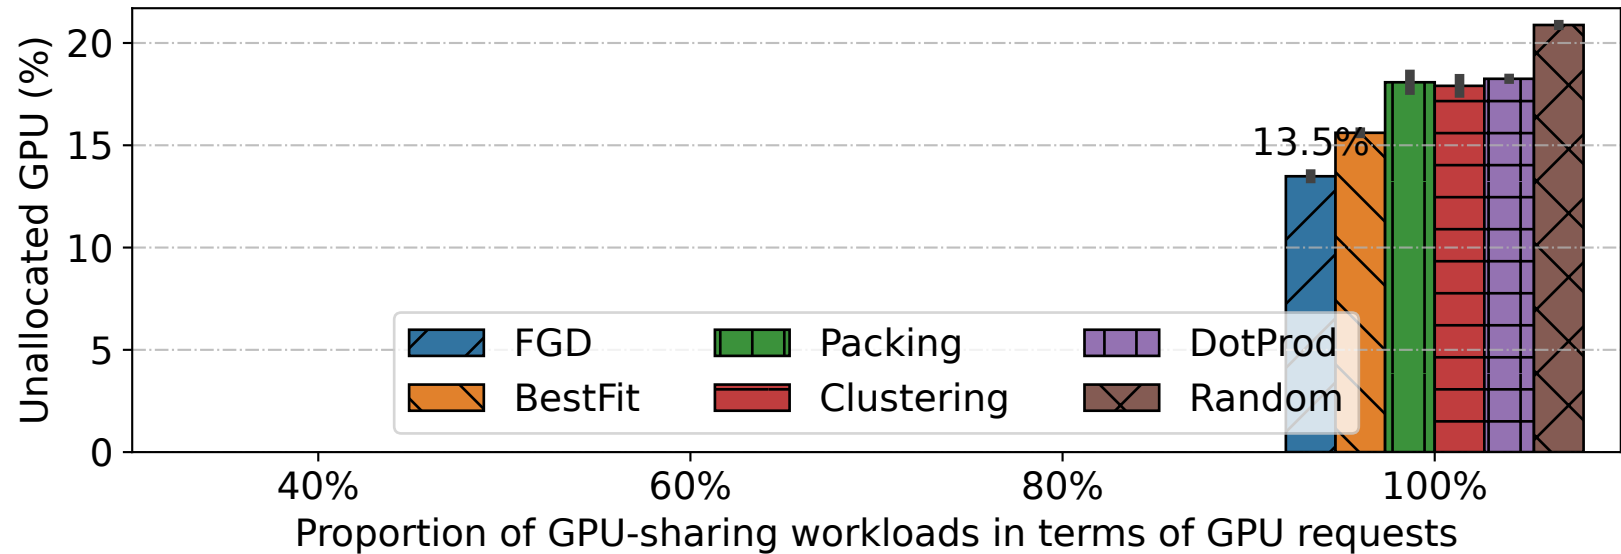 Unallocated GPU (%)
20
15
10
5
0
13.5%
FGD
Packing
DotProd
BestFit
Clustering
Random
40%
60%
80%
100%
Proportion of GPU-sharing workloads in terms of GPU requests